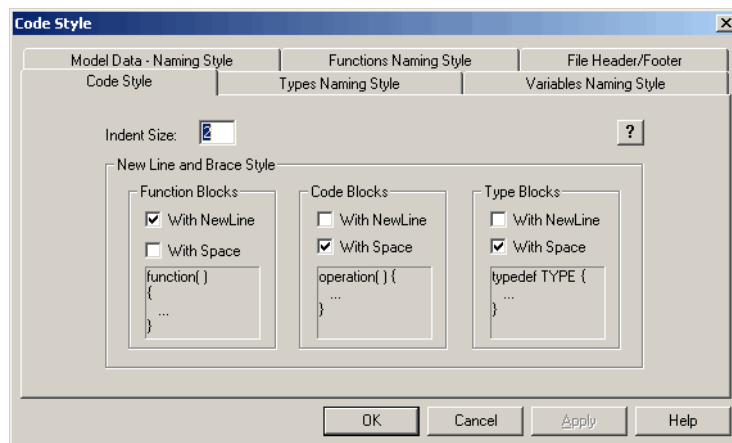 Code Style
Model Data - Naming Style
Functions Naming Style
File Header/Footer
Code Style
Types Naming Style
Variables Naming Style
Indent Size: 2
?
New Line and Brace Style
Function Blocks
With NewLine
With Space
function( )
{
...
}
Code Blocks
With NewLine
With Space
operation( ) {
...
}
Type Blocks
With NewLine
With Space
typedef TYPE {
...
}
OK
Cancel
Apply
Help